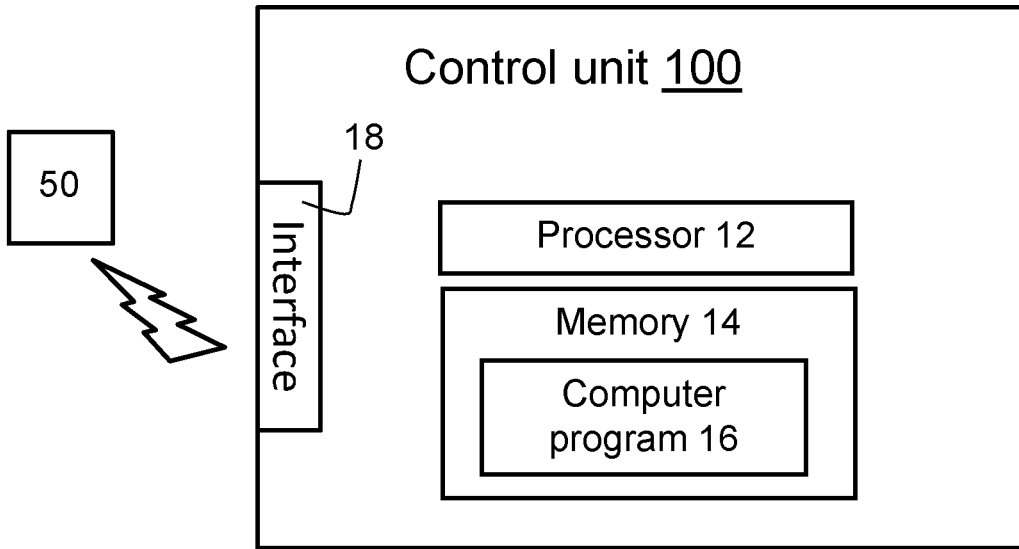 Control unit 100
18
50
Interface
Processor 12
Memory 14
Computer
program 16